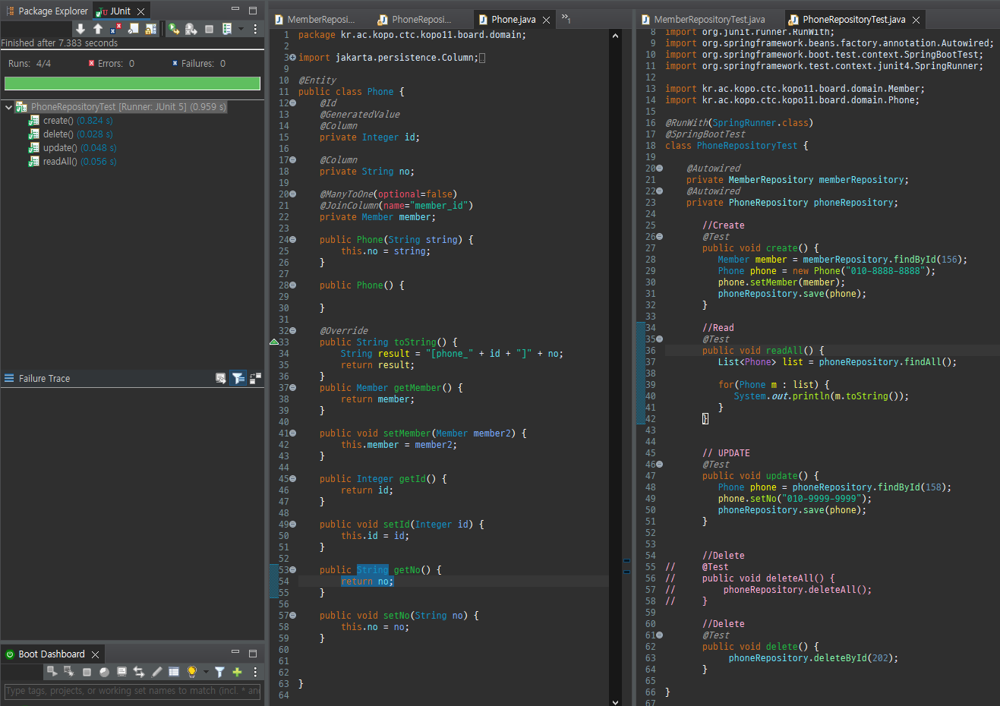 Package Explorer
JUnit
Finished after 7.383 seconds
Runs: 4/4
Errors: 0
Failures: 0
PhoneRepositoryTest [Runner: JUnit 5] (0.959 s)
create() (0.824 s)
delete() (0.028 s)
update() (0.048 s)
readAll() (0.056 s)
Failure Trace
Boot Dashboard
Type tags, projects, or working set names to match (incl. * and
MemberReposi...
PhoneReposi...
Phone.java
»1
1 package kr.ac.kopo.ctc.kopo11.board.domain;
2
3 import jakarta.persistence.Column;
9
10 @Entity
11 public class Phone {
12 @Id
13 @GeneratedValue
14 @Column
15 private Integer id;
16
17 @Column
18 private String no;
19
20 @ManyToOne(optional=false)
21 @JoinColumn(name="member_id")
22 private Member member;
23
24 public Phone(String string) {
25 this.no = string;
26 }
27
28 public Phone() {
29
30 }
31
32 @Override
33 public String toString() {
34 String result = "[phone_" + id + "]" + no;
35 return result;
36 }
37 public Member getMember() {
38 return member;
39 }
40
41 public void setMember(Member member2) {
42 this.member = member2;
43 }
44
45 public Integer getId() {
46 return id;
47 }
48
49 public void setId(Integer id) {
50 this.id = id;
51 }
52
53 public String getNo() {
54 return no;
55 }
56
57 public void setNo(String no) {
58 this.no = no;
59 }
60
61
62
63 }
64
MemberRepositoryTest.java
PhoneRepositoryTest.java
8 import org.junit.runner.RunWith;
9 import org.springframework.beans.factory.annotation.Autowired;
10 import org.springframework.boot.test.context.SpringBootTest;
11 import org.springframework.test.context.junit4.SpringRunner;
12
13 import kr.ac.kopo.ctc.kopo11.board.domain.Member;
14 import kr.ac.kopo.ctc.kopo11.board.domain.Phone;
15
16 @RunWith(SpringRunner.class)
17 @SpringBootTest
18 class PhoneRepositoryTest {
19
20 @Autowired
21 private MemberRepository memberRepository;
22 @Autowired
23 private PhoneRepository phoneRepository;
24
25 //Create
26 @Test
27 public void create() {
28 Member member = memberRepository.findById(156);
29 Phone phone = new Phone("010-8888-8888");
30 phone.setMember(member);
31 phoneRepository.save(phone);
32 }
33
34 //Read
35 @Test
36 public void readAll() {
37 List<Phone> list = phoneRepository.findAll();
38
39 for(Phone m : list) {
40 System.out.println(m.toString());
41 }
42 }
43
44
45 // UPDATE
46 @Test
47 public void update() {
48 Phone phone = phoneRepository.findById(158);
49 phone.setNo("010-9999-9999");
50 phoneRepository.save(phone);
51 }
52
53
54 //Delete
55 // @Test
56 // public void deleteAll() {
57 // phoneRepository.deleteAll();
58 // }
59
60 //Delete
61 @Test
62 public void delete() {
63 phoneRepository.deleteById(202);
64 }
65
66 }
67